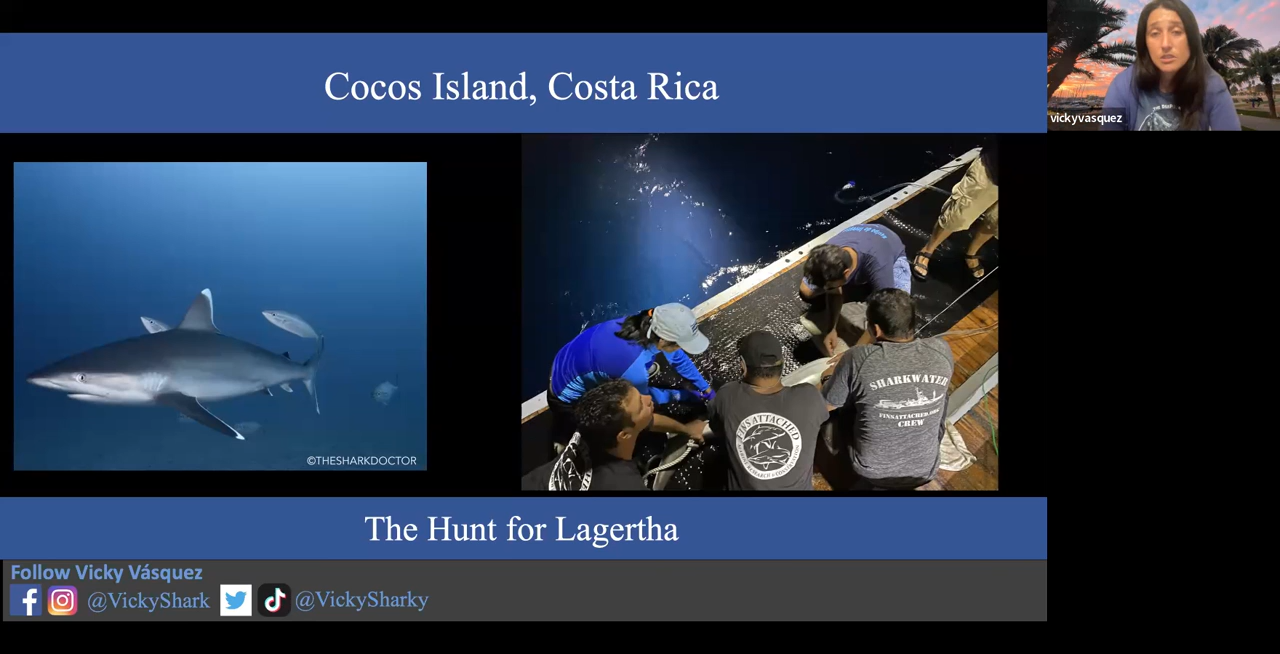 Cocos Island, Costa Rica
vickyvasquez
©THESHARKDOCTOR
FINS ATTACHED
SHARKWATER
FINSATTACHED.ORG
CREW
The Hunt for Lagertha
Follow Vicky Vásquez
@VickyShark
@VickySharky